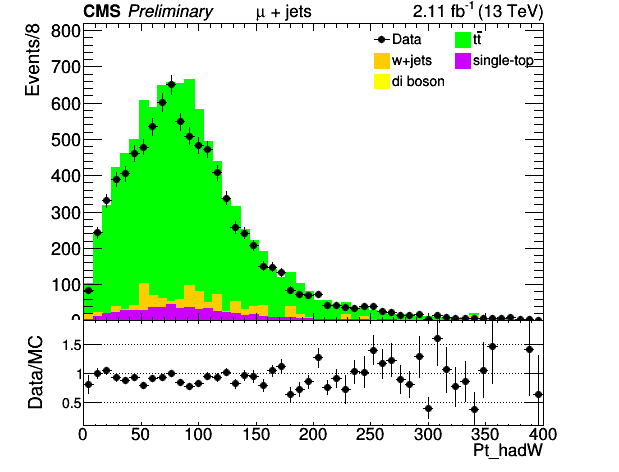 CMS Preliminary μ + jets 2.11 fb⁻¹ (13 TeV)
Events/8
800
700
600
500
400
300
200
100
0
Data tt̄
w+jets single-top
di boson
Data/MC
1.5
1
0.5
0 50 100 150 200 250 300 350 400
Pt_hadW